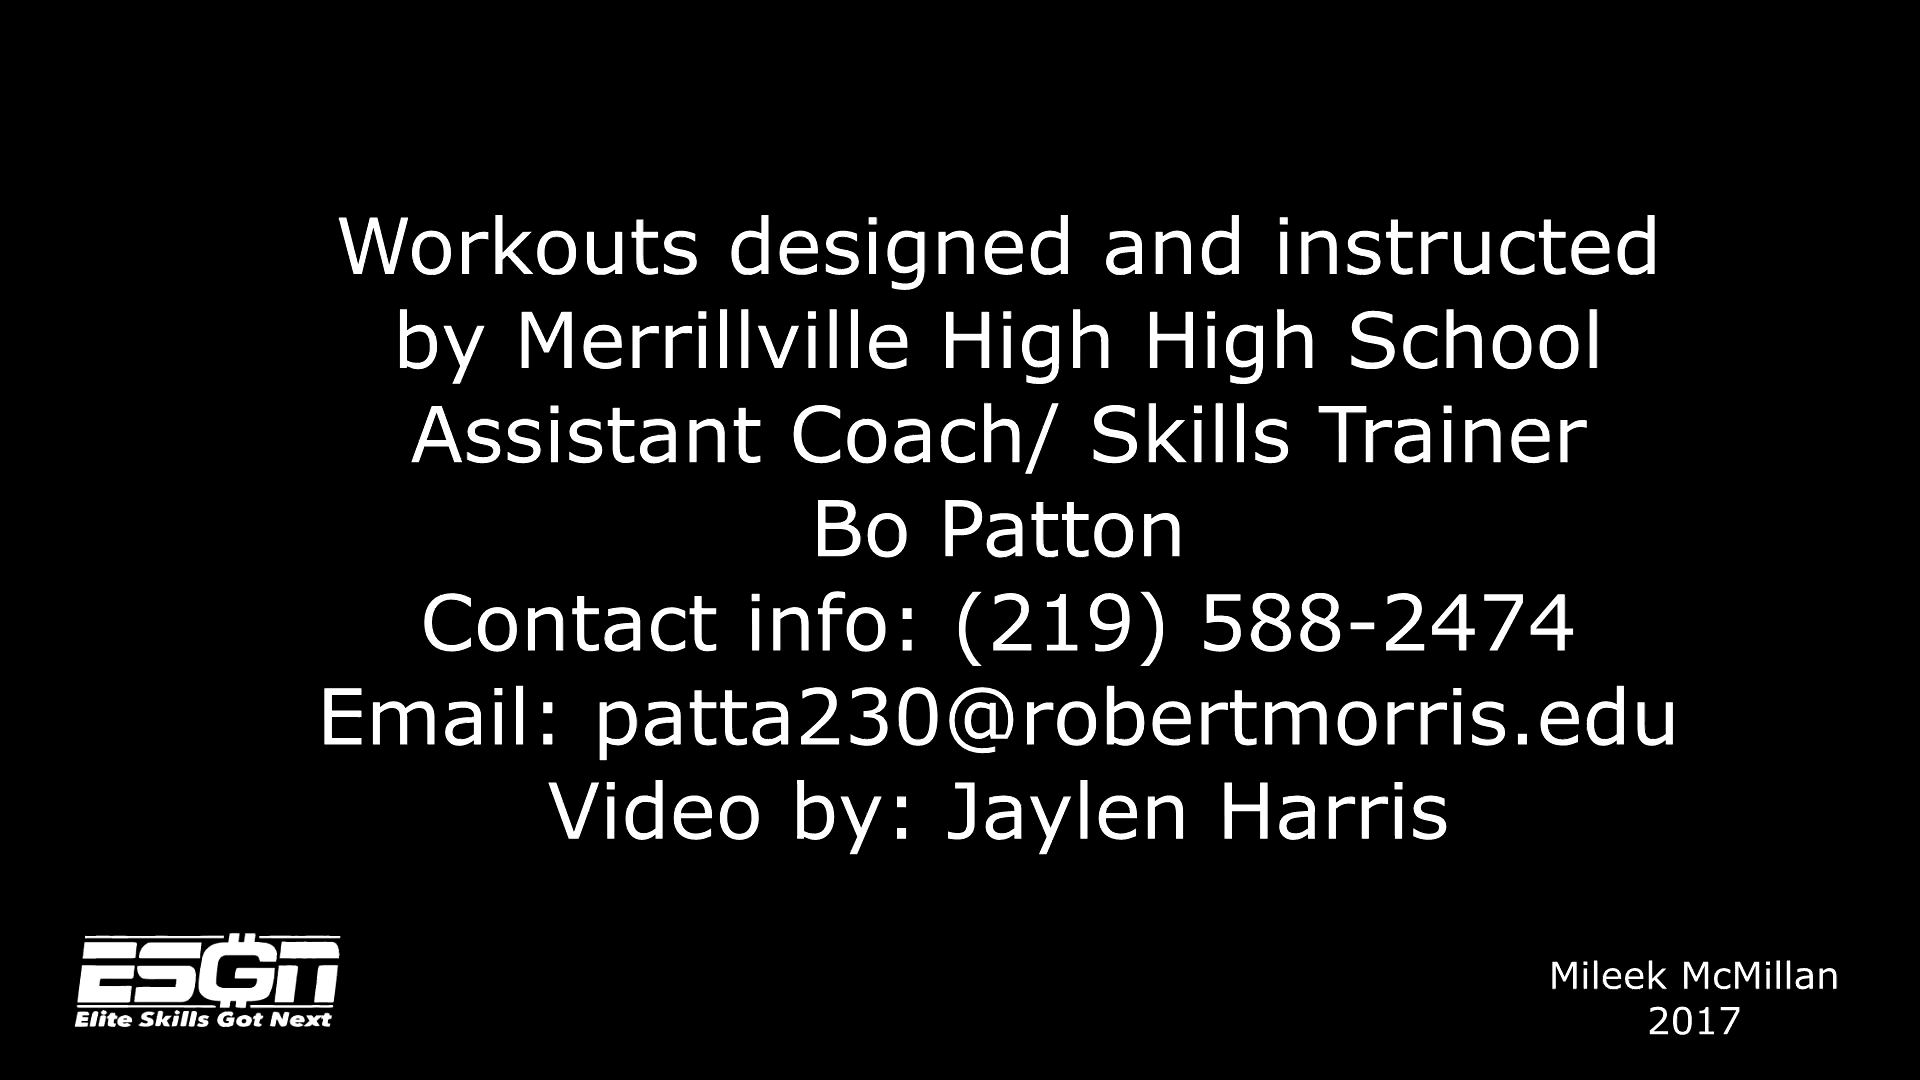 Workouts designed and instructed
by Merrillville High High School
Assistant Coach/ Skills Trainer
Bo Patton
Contact info: (219) 588-2474
Email: patta230@robertmorris.edu
Video by: Jaylen Harris
ESGN
Elite Skills Got Next
Mileek McMillan
2017